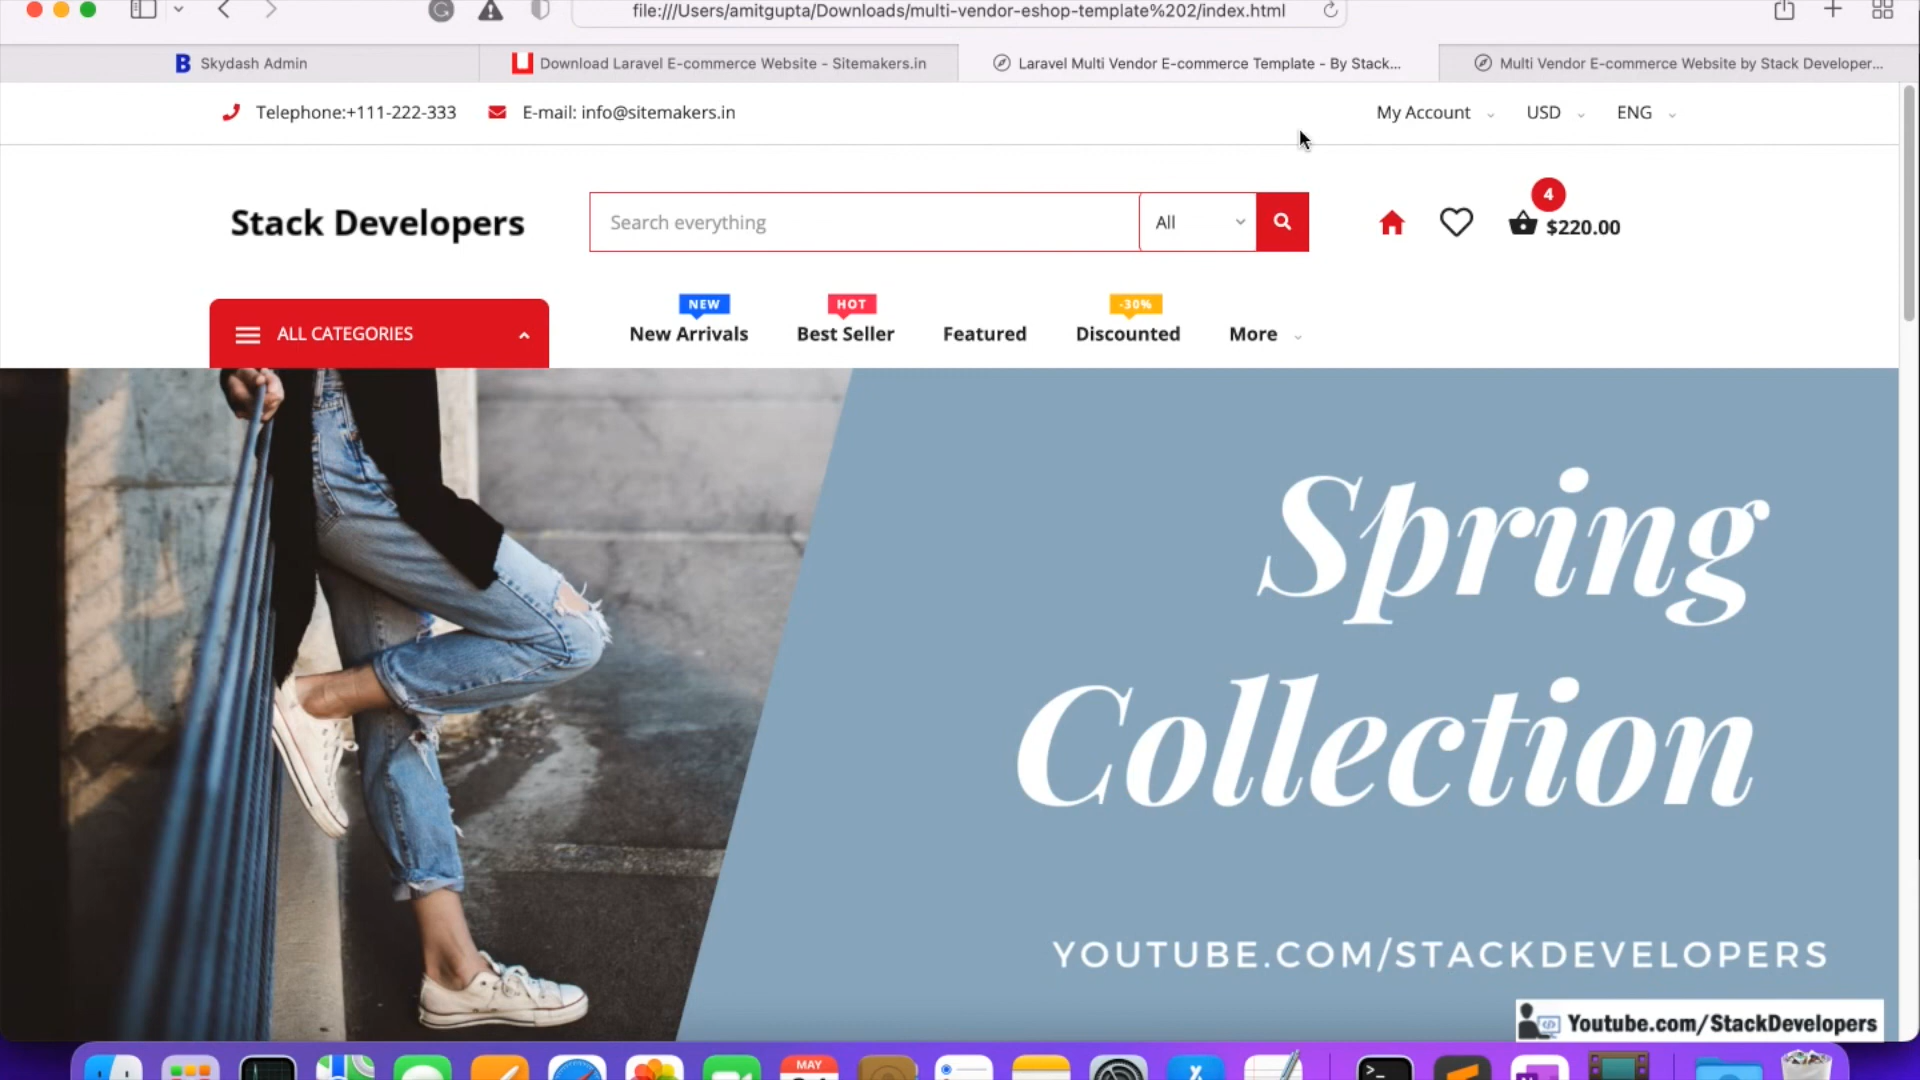 file:///Users/amitgupta/Downloads/multi-vendor-eshop-template%202/index.html
Skydash Admin
Download Laravel E-commerce Website - Sitemakers.in
Laravel Multi Vendor E-commerce Template - By Stack...
Multi Vendor E-commerce Website by Stack Developer...
Telephone:+111-222-333
E-mail: info@sitemakers.in
My Account
USD
ENG
Stack Developers
Search everything
All
4
$220.00
ALL CATEGORIES
NEW
New Arrivals
HOT
Best Seller
Featured
-30%
Discounted
More
Spring
Collection
YOUTUBE.COM/STACKDEVELOPERS
Youtube.com/StackDevelopers
MAY